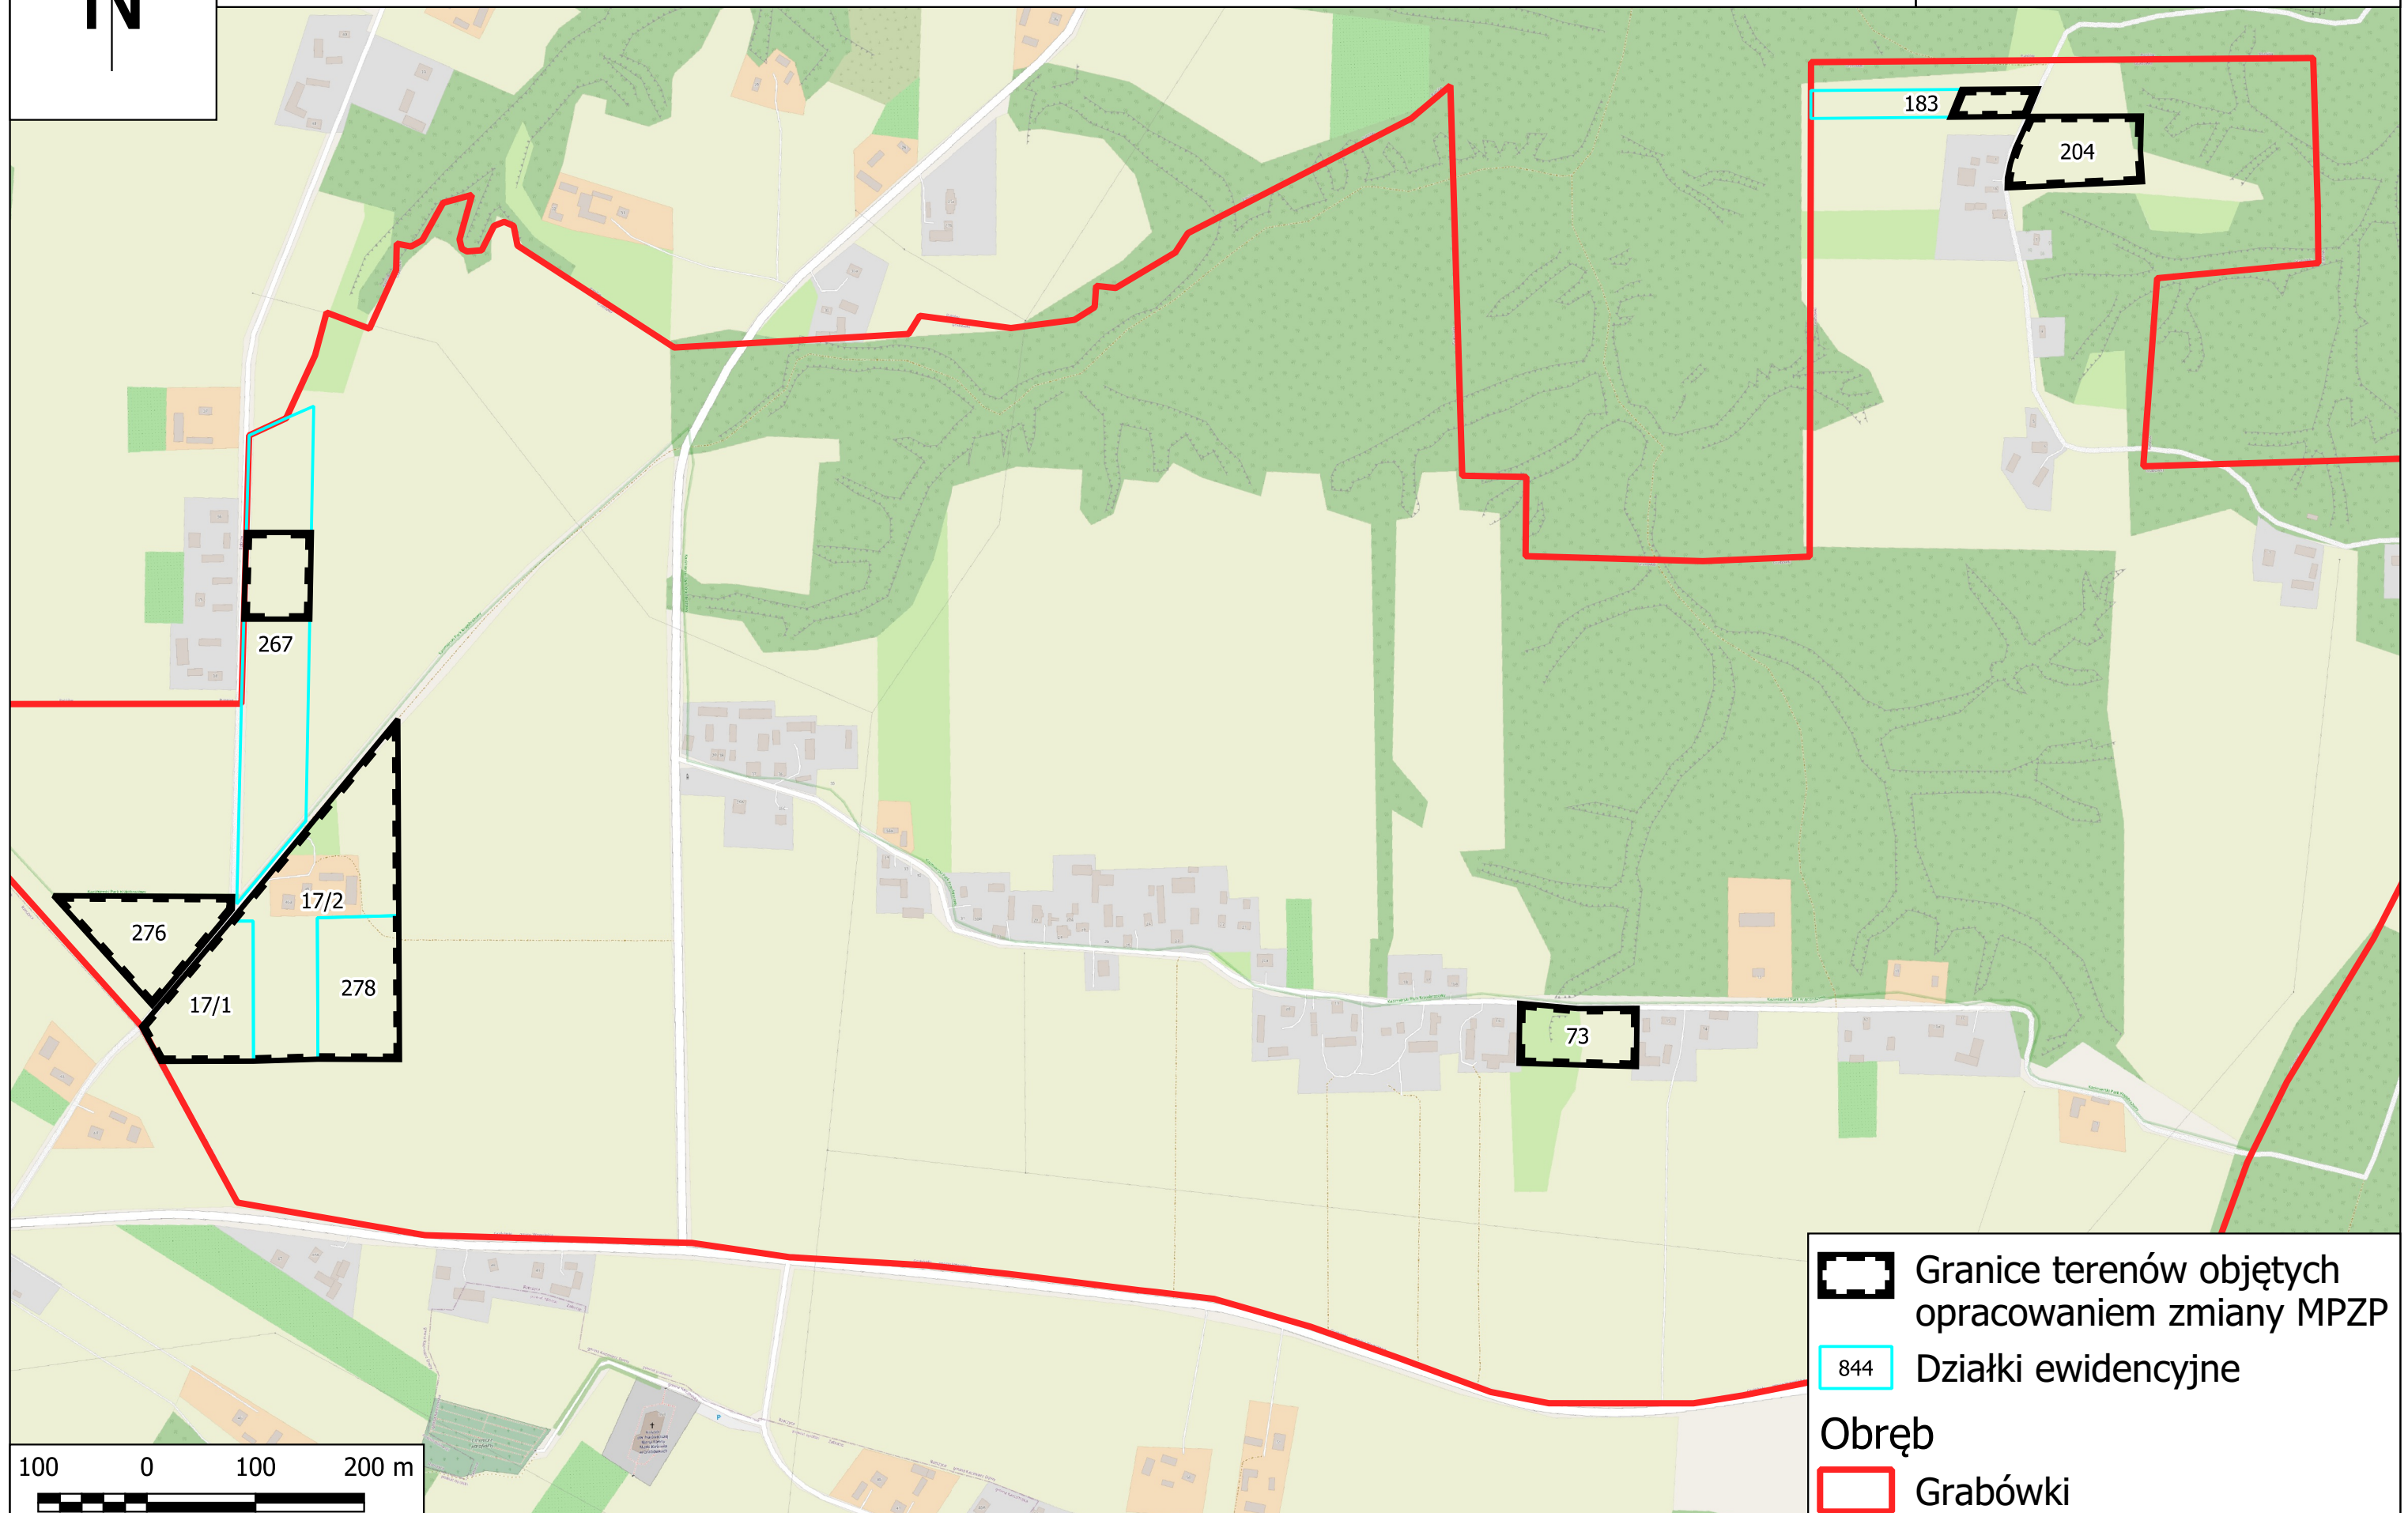 N
183
204
267
17/2
276
278
17/1
73
P
Granice terenów objętych
opracowaniem zmiany MPZP
844
Działki ewidencyjne
Obręb
Grabówki
100 0 100 200 m